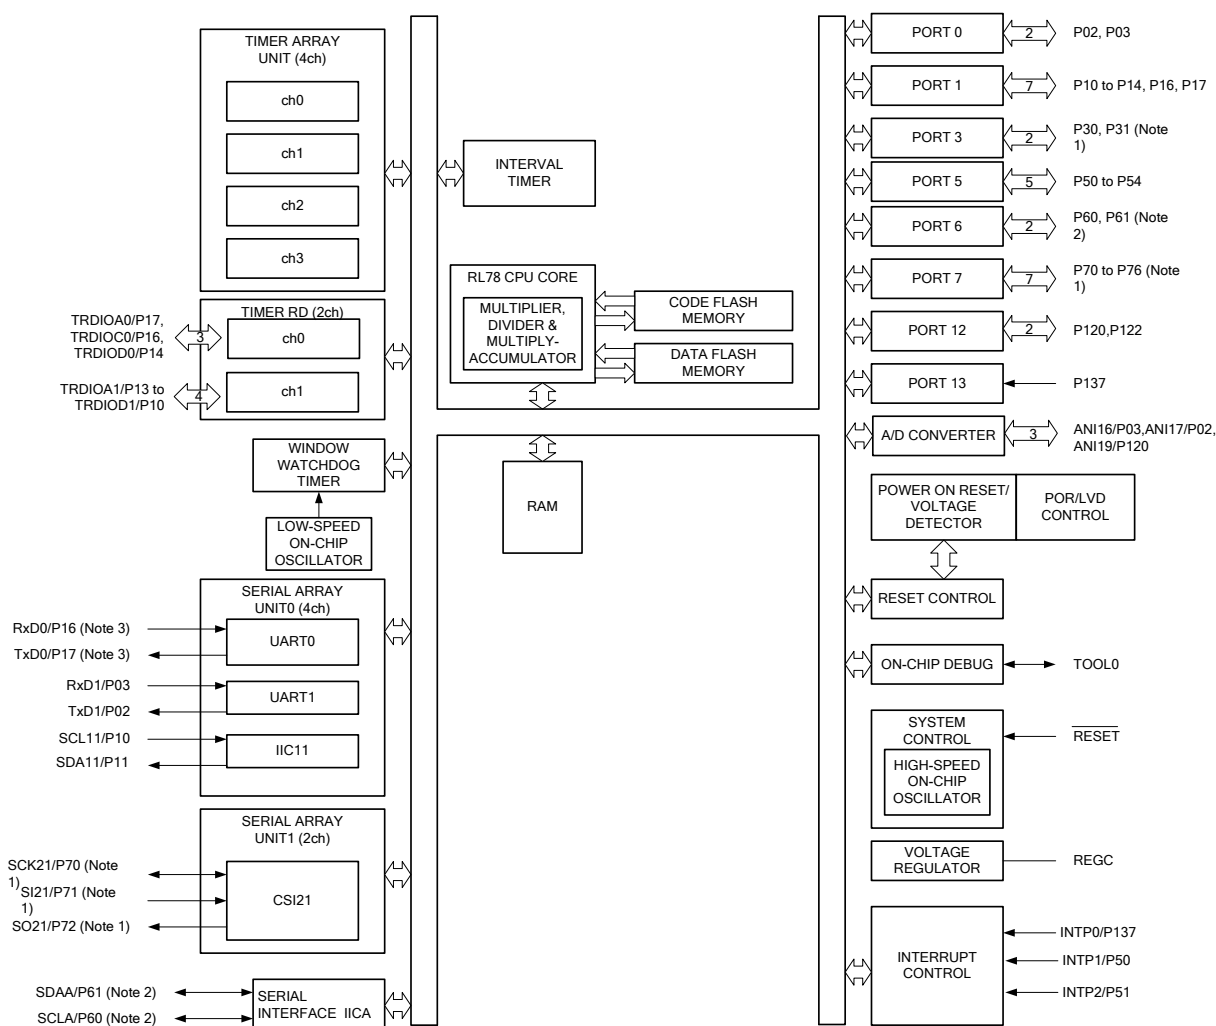 TIMER ARRAY
UNIT (4ch)
ch0
ch1
ch2
ch3
TIMER RD (2ch)
TRDIOA0/P17,
TRDIOC0/P16,
TRDIOD0/P14
3
ch0
TRDIOA1/P13 to
TRDIOD1/P10
4
ch1
WINDOW
WATCHDOG
TIMER
LOW-SPEED
ON-CHIP
OSCILLATOR
SERIAL ARRAY
UNIT0 (4ch)
RxD0/P16 (Note 3)
TxD0/P17 (Note 3)
UART0
RxD1/P03
TxD1/P02
UART1
SCL11/P10
SDA11/P11
IIC11
SERIAL ARRAY
UNIT1 (2ch)
SCK21/P70 (Note
1)
SI21/P71 (Note
1)
SO21/P72 (Note 1)
CSI21
SDAA/P61 (Note 2)
SCLA/P60 (Note 2)
SERIAL
INTERFACE IICA
INTERVAL
TIMER
RL78 CPU CORE
MULTIPLIER,
DIVIDER &
MULTIPLY-
ACCUMULATOR
CODE FLASH
MEMORY
DATA FLASH
MEMORY
RAM
PORT 0
2
P02, P03
PORT 1
7
P10 to P14, P16, P17
PORT 3
2
P30, P31 (Note
1)
PORT 5
5
P50 to P54
PORT 6
2
P60, P61 (Note
2)
PORT 7
7
P70 to P76 (Note
1)
PORT 12
2
P120,P122
PORT 13
P137
A/D CONVERTER
3
ANI16/P03,ANI17/P02,
ANI19/P120
POWER ON RESET/
VOLTAGE
DETECTOR
POR/LVD
CONTROL
RESET CONTROL
ON-CHIP DEBUG
TOOL0
SYSTEM
CONTROL
RESET
HIGH-SPEED
ON-CHIP
OSCILLATOR
VOLTAGE
REGULATOR
REGC
INTERRUPT
CONTROL
INTP0/P137
INTP1/P50
INTP2/P51